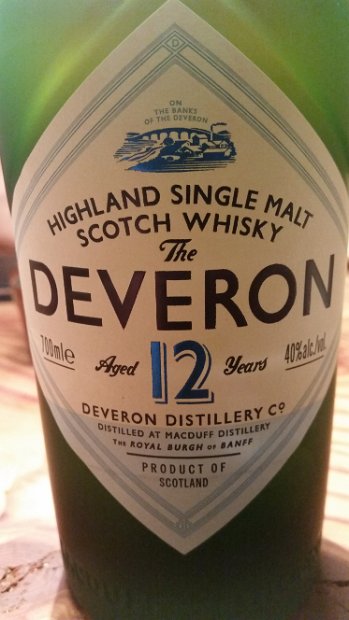 D
ON
THE BANKS
OF THE DEVERON
HIGHLAND SINGLE MALT
SCOTCH WHISKY
The
DEVERON
700ml℮
Aged 12 Years
40%alc./vol.
DEVERON DISTILLERY Cº
DISTILLED AT MACDUFF DISTILLERY
THE ROYAL BURGH OF BANFF
PRODUCT OF
SCOTLAND